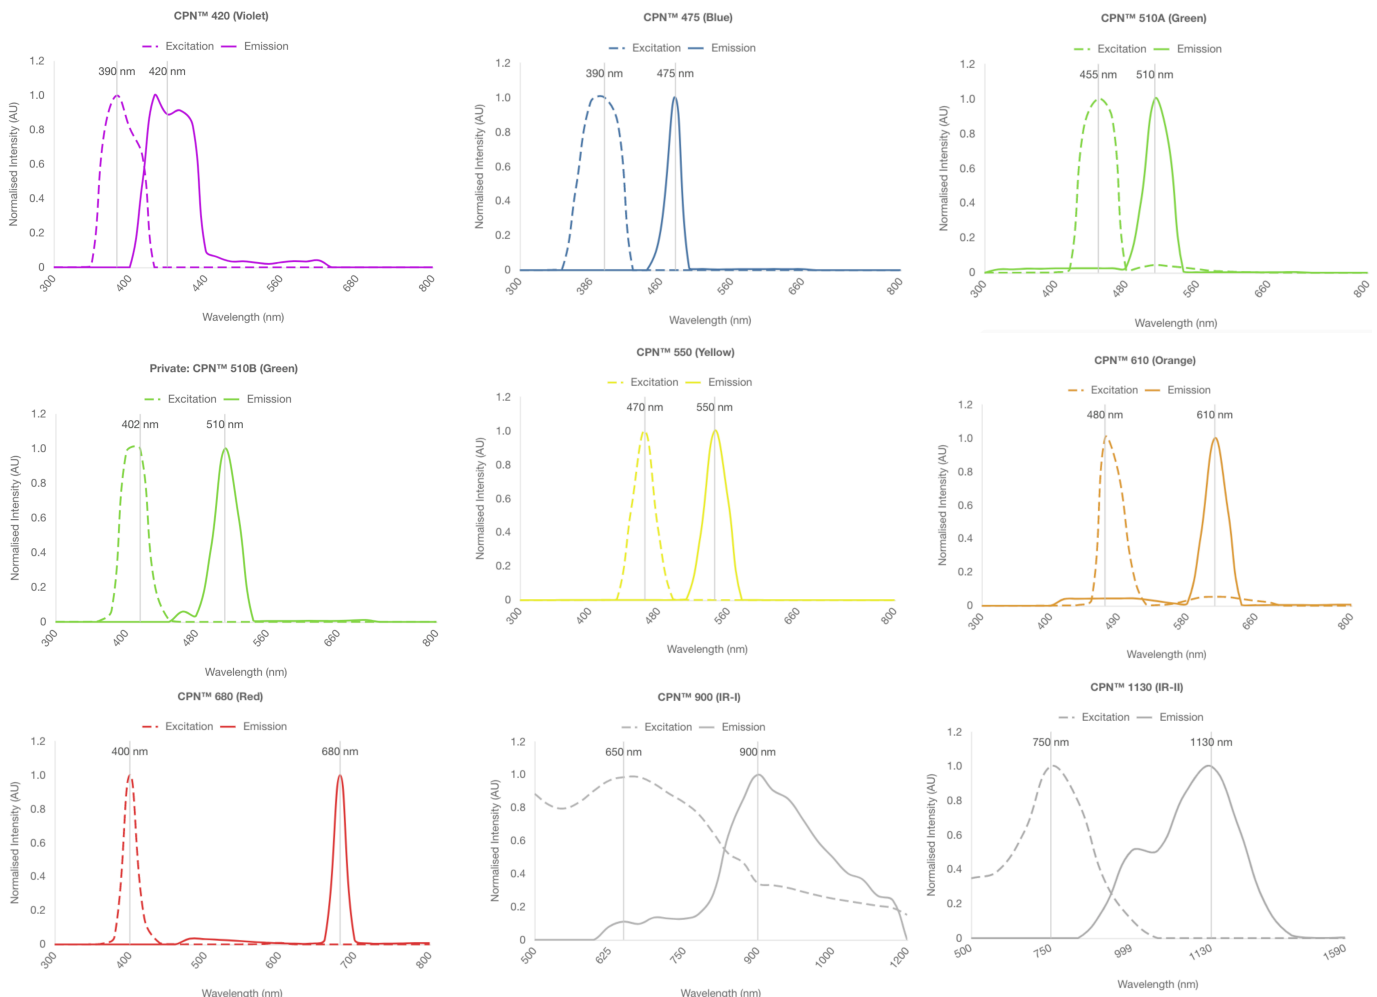 CPN™ 420 (Violet)
Excitation Emission
390 nm 420 nm
Normalised Intensity (AU)
1.2
1.0
0.8
0.6
0.4
0.2
0
300 400 440 560 680 800
Wavelength (nm)
CPN™ 475 (Blue)
Excitation Emission
390 nm 475 nm
Normalised Intensity (AU)
1.2
1.0
0.8
0.6
0.4
0.2
0
300 386 460 560 660 800
Wavelength (nm)
CPN™ 510A (Green)
Excitation Emission
455 nm 510 nm
Normalised Intensity (AU)
1.2
1.0
0.8
0.6
0.4
0.2
0
300 400 480 560 660 800
Wavelength (nm)
Private: CPN™ 510B (Green)
Excitation Emission
402 nm 510 nm
Normalised Intensity (AU)
1.2
1.0
0.8
0.6
0.4
0.2
0
300 400 480 560 660 800
Wavelength (nm)
CPN™ 550 (Yellow)
Excitation Emission
470 nm 550 nm
Normalised Intensity (AU)
1.2
1.0
0.8
0.6
0.4
0.2
0
300 400 480 560 660 800
Wavelength (nm)
CPN™ 610 (Orange)
Excitation Emission
480 nm 610 nm
Normalised Intensity (AU)
1.2
1.0
0.8
0.6
0.4
0.2
0
300 400 490 580 660 800
Wavelength (nm)
CPN™ 680 (Red)
Excitation Emission
400 nm 680 nm
Normalised Intensity (AU)
1.2
1.0
0.8
0.6
0.4
0.2
0
300 400 500 600 700 800
Wavelength (nm)
CPN™ 900 (IR-I)
Excitation Emission
650 nm 900 nm
Normalised Intensity (AU)
1.2
1.0
0.8
0.6
0.4
0.2
0
500 625 750 900 1000 1200
Wavelength (nm)
CPN™ 1130 (IR-II)
Excitation Emission
750 nm 1130 nm
Normalised Intensity (AU)
1.2
1.0
0.8
0.6
0.4
0.2
0
500 750 999 1130 1590
Wavelength (nm)